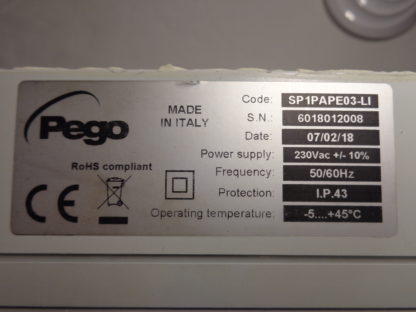 Pego
RoHS compliant
CE
MADE
IN ITALY
Code: SP1PAPE03-LI
S.N.: 6018012008
Date: 07/02/18
Power supply: 230Vac +/- 10%
Frequency: 50/60Hz
Protection: I.P.43
Operating temperature: -5....+45°C